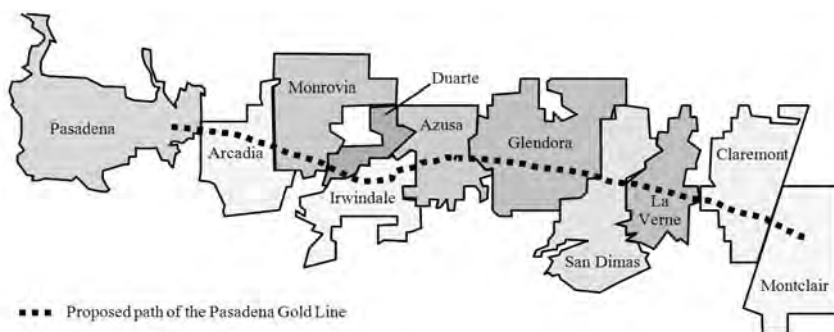 Duarte
Monrovia
Pasadena
Azusa
Glendora
Arcadia
Claremont
Irwindale
La
Verne
San Dimas
Montclair
Proposed path of the Pasadena Gold Line